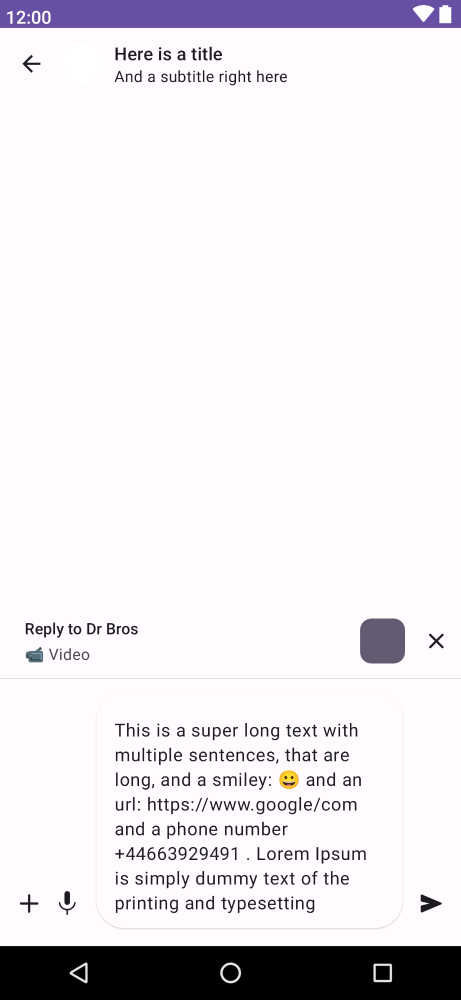 12:00
Here is a title
And a subtitle right here
Reply to Dr Bros
📹 Video
This is a super long text with
multiple sentences, that are
long, and a smiley: 😀 and an
url: https://www.google/com
and a phone number
+44663929491 . Lorem Ipsum
is simply dummy text of the
printing and typesetting